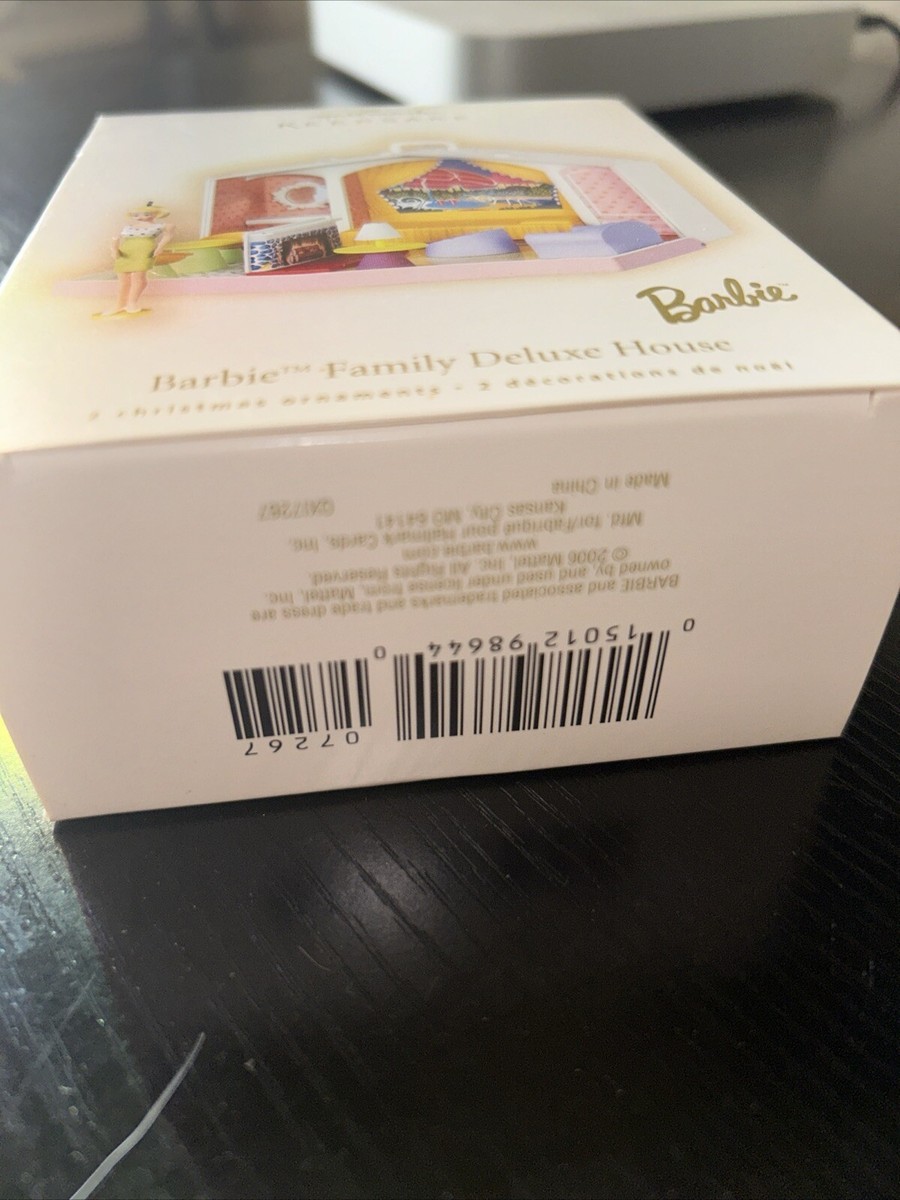 KEEPSAKE
Barbie™
Barbie™ Family Deluxe House
2 christmas ornaments • 2 décorations de noël
0 15012 98644 0
07267
BARBIE and associated trademarks and trade dress are
owned by, and used under license from, Mattel, Inc.
© 2006 Mattel, Inc. All Rights Reserved.
www.barbie.com
Mfd. for/Fabriqué pour Hallmark Cards, Inc.
Kansas City, MO 64141
QXI7267
Made in China